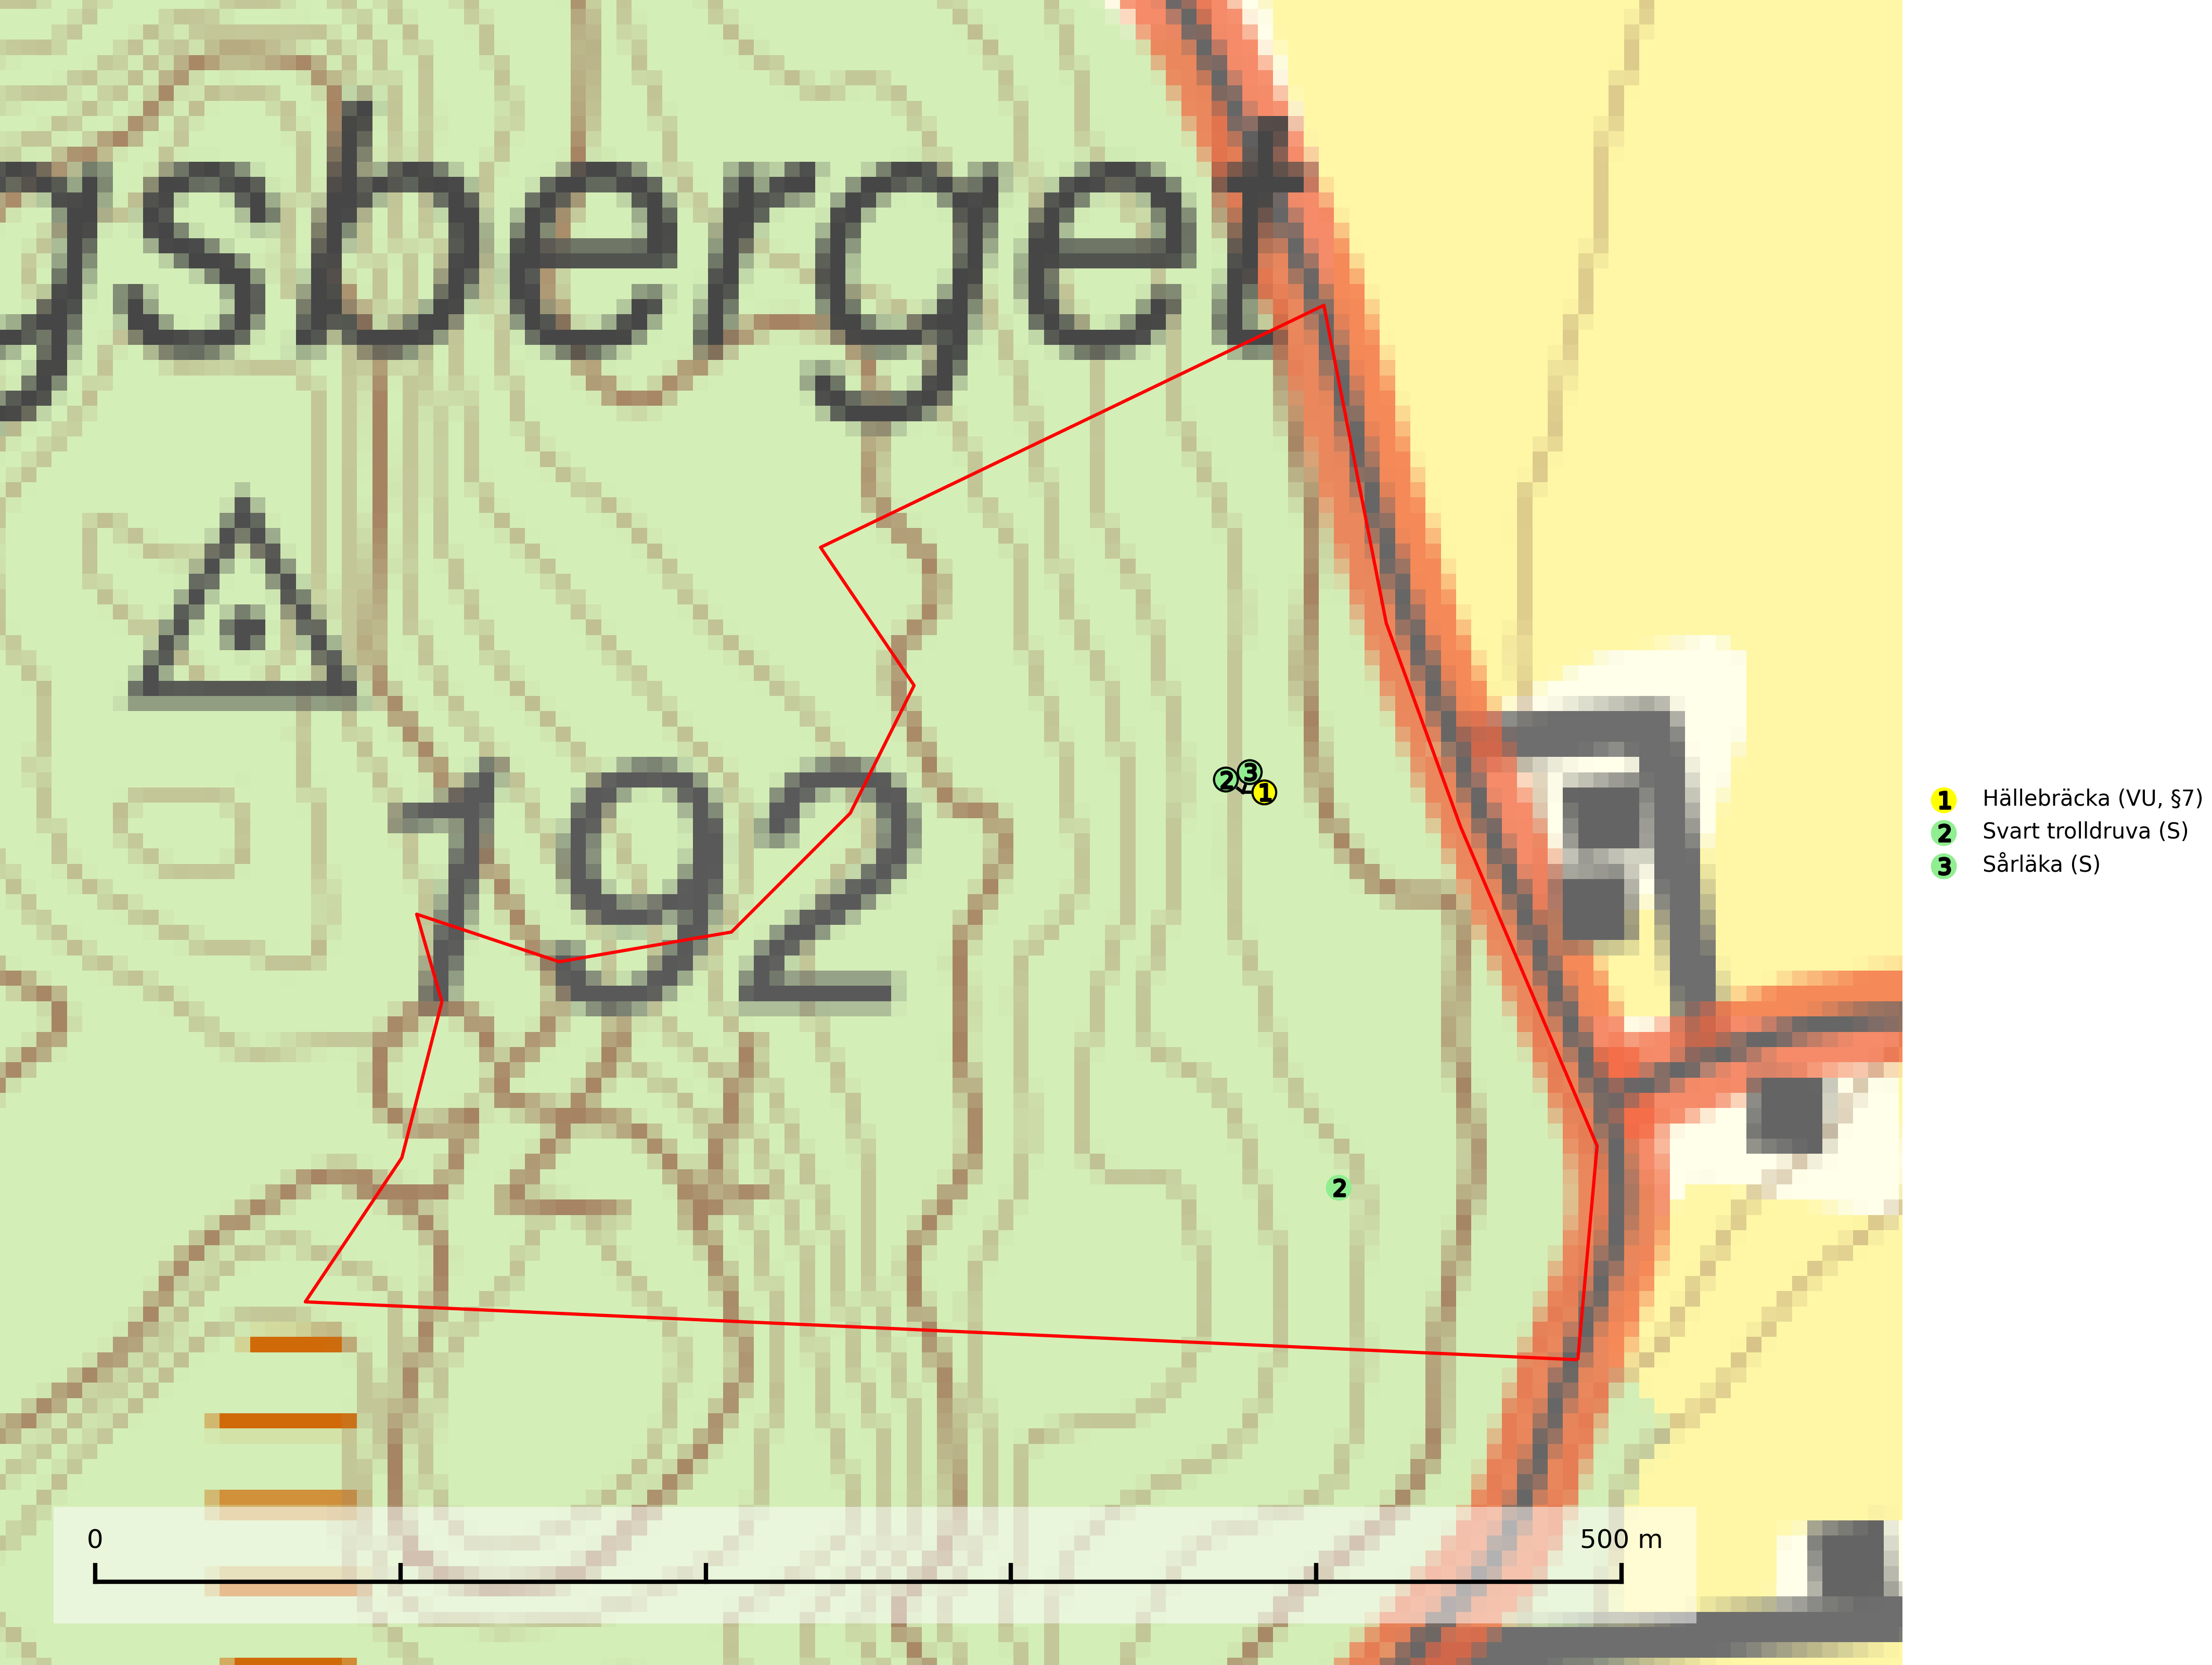 gsberget
192
2
3
1
2
1 Hällebräcka (VU, §7)
2 Svart trolldruva (S)
3 Sårläka (S)
0 500 m